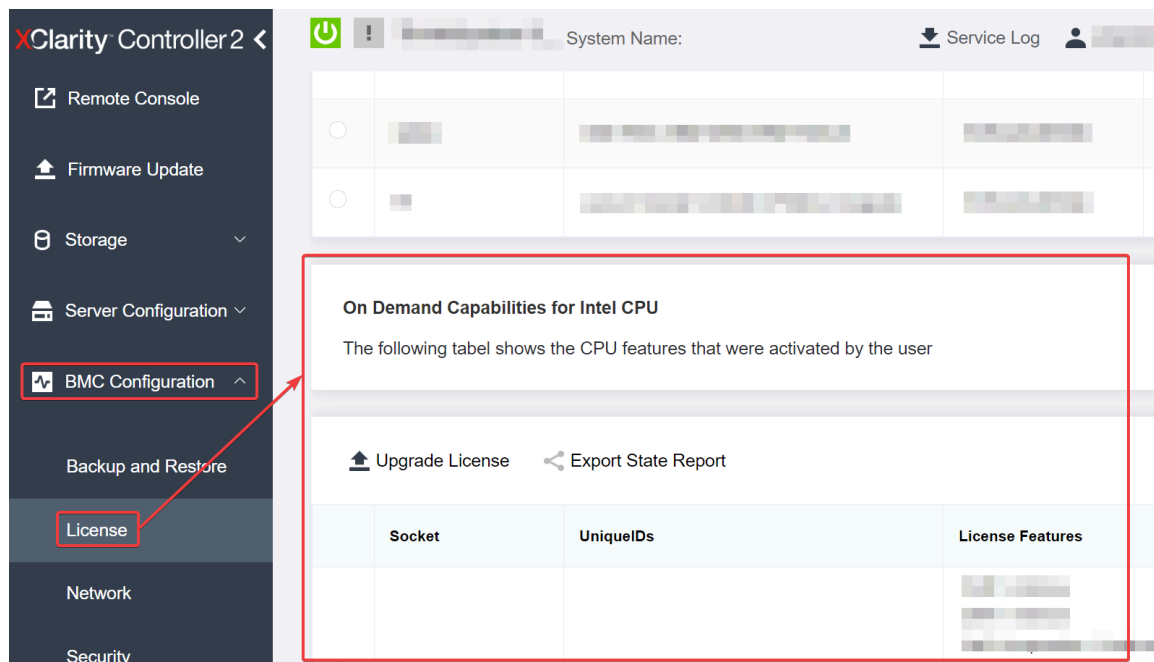 XClarity Controller 2
System Name:
Service Log
Remote Console
Firmware Update
Storage
Server Configuration
BMC Configuration
Backup and Restore
License
Network
Security
On Demand Capabilities for Intel CPU
The following tabel shows the CPU features that were activated by the user
Upgrade License
Export State Report
Socket
UniqueIDs
License Features